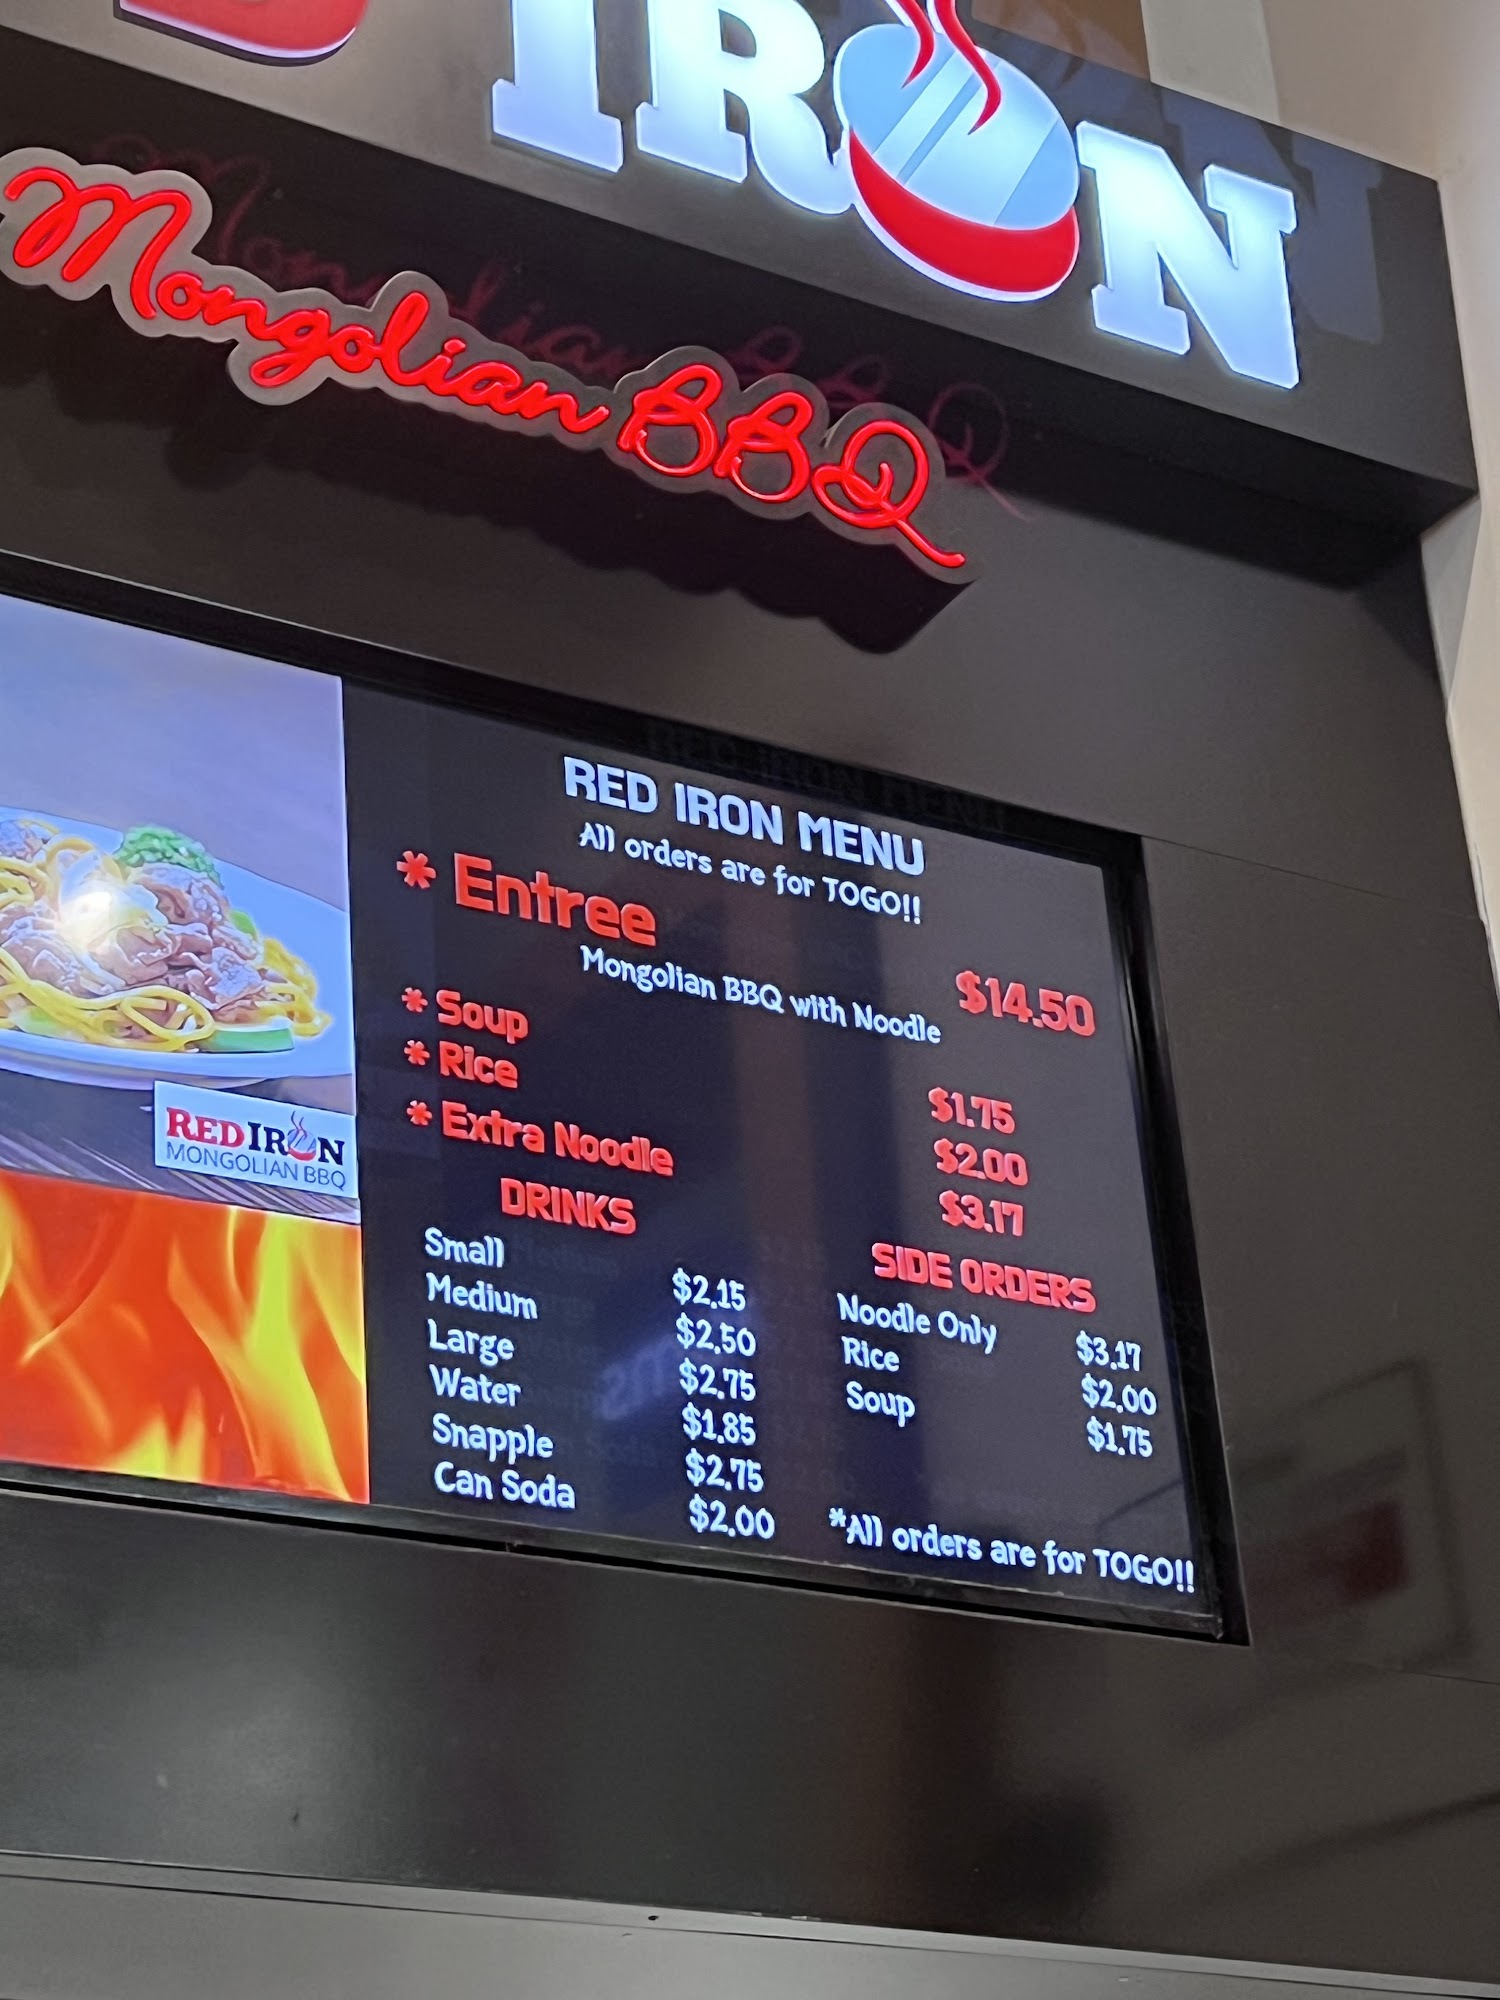 IRON
Mongolian BBQ
RED IRON MENU
All orders are for TOGO!!
* Entree
Mongolian BBQ with Noodle $14.50
* Soup $1.75
* Rice $2.00
* Extra Noodle $3.17
DRINKS
Small $2.15
Medium $2.50
Large $2.75
Water $1.85
Snapple $2.75
Can Soda $2.00
SIDE ORDERS
Noodle Only $3.17
Rice $2.00
Soup $1.75
*All orders are for TOGO!!
RED IRON
MONGOLIAN BBQ